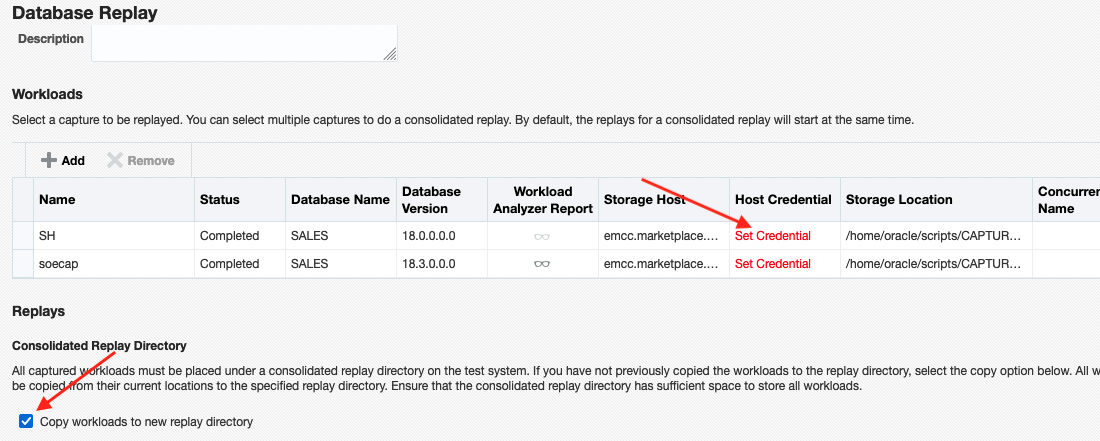 Database Replay
Description
Workloads
Select a capture to be replayed. You can select multiple captures to do a consolidated replay. By default, the replays for a consolidated replay will start at the same time.
Add Remove
Name Status Database Name Database Version Workload Analyzer Report Storage Host Host Credential Storage Location Concurren Name
SH Completed SALES 18.0.0.0.0 emcc.marketplace.... Set Credential /home/oracle/scripts/CAPTUR...
soecap Completed SALES 18.3.0.0.0 emcc.marketplace.... Set Credential /home/oracle/scripts/CAPTUR...
Replays
Consolidated Replay Directory
All captured workloads must be placed under a consolidated replay directory on the test system. If you have not previously copied the workloads to the replay directory, select the copy option below. All w
be copied from their current locations to the specified replay directory. Ensure that the consolidated replay directory has sufficient space to store all workloads.
Copy workloads to new replay directory